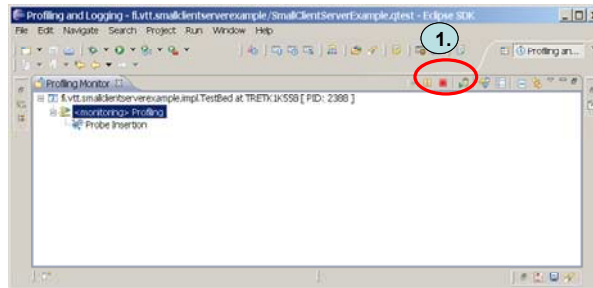 Profiling and Logging - fi.vtt.smallclientserverexample/SmallClientServerExample.qtest - Eclipse SDK
File Edit Navigate Search Project Run Window Help
1.
Profiling an...
Profiling Monitor
fi.vtt.smallclientserverexample.impl.TestBed at TRETK1K55B [ PID: 2388 ]
<monitoring> Profiling
Probe Insertion